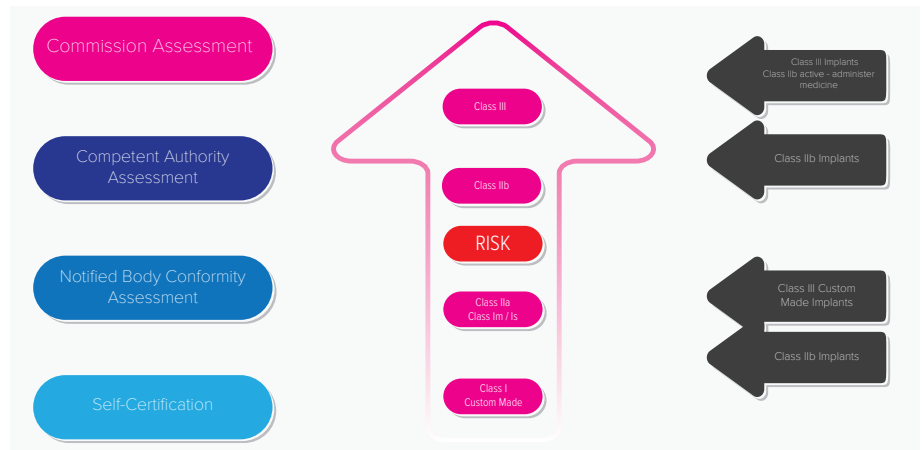 Commission Assessment
Competent Authority
Assessment
Notified Body Conformity
Assessment
Self-Certification
Class III
Class IIb
RISK
Class IIa
Class Im / Is
Class I
Custom Made
Class III Implants
Class IIb active - administer
medicine
Class IIb Implants
Class III Custom
Made Implants
Class IIb Implants